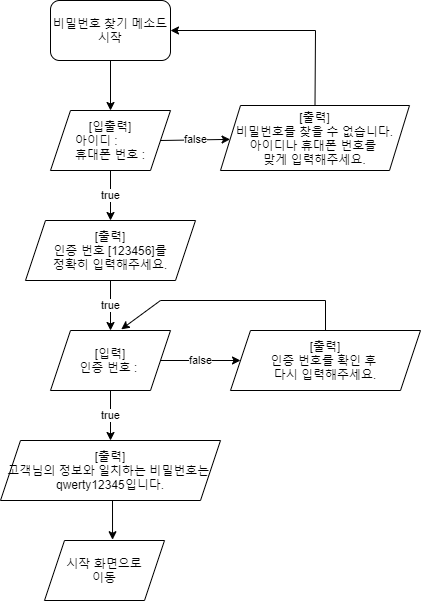 비밀번호 찾기 메소드
시작
[입출력]
아이디 :
휴대폰 번호 :
false
[출력]
비밀번호를 찾을 수 없습니다.
아이디나 휴대폰 번호를
맞게 입력해주세요.
true
[출력]
인증 번호 [123456]를
정확히 입력해주세요.
true
[입력]
인증 번호 :
false
[출력]
인증 번호를 확인 후
다시 입력해주세요.
true
[출력]
고객님의 정보와 일치하는 비밀번호는
qwerty12345입니다.
시작 화면으로
이동